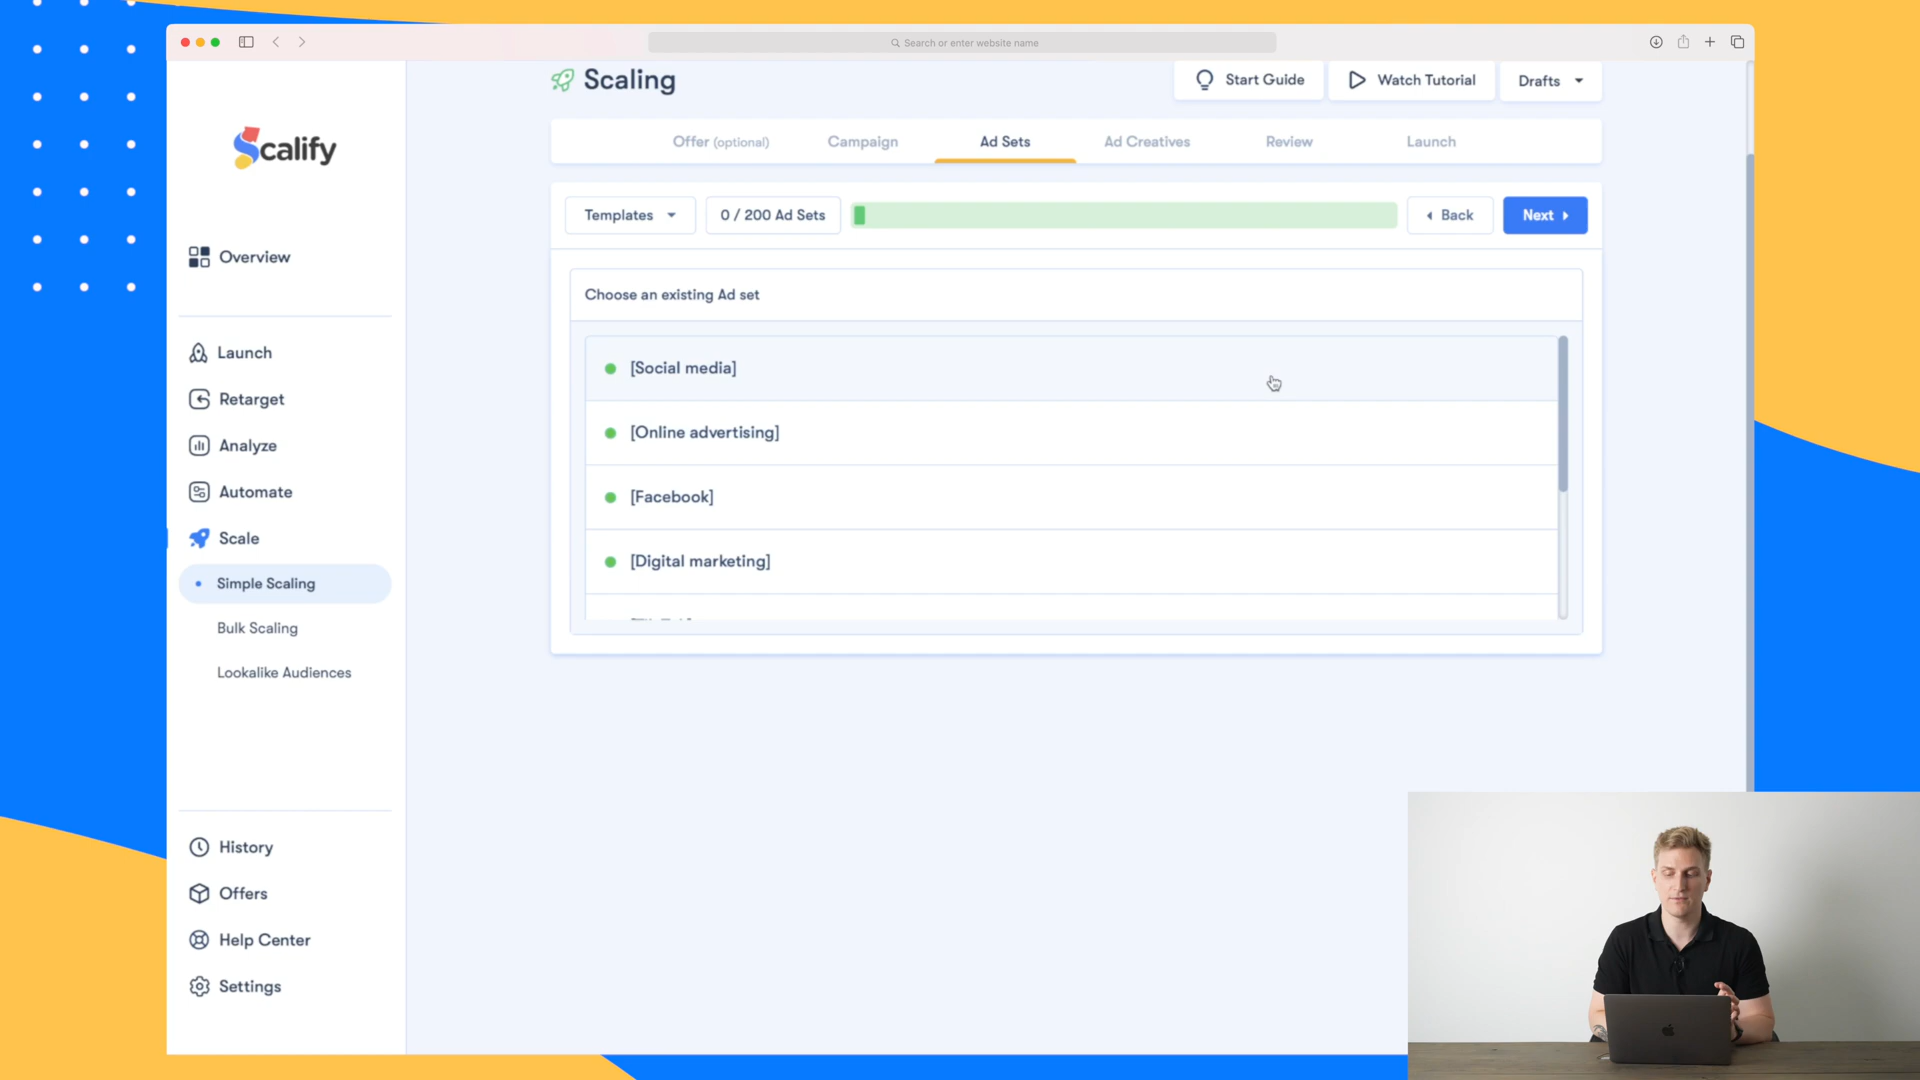 Search or enter website name
Scalify
Overview
Launch
Retarget
Analyze
Automate
Scale
Simple Scaling
Bulk Scaling
Lookalike Audiences
History
Offers
Help Center
Settings
Scaling
Start Guide
Watch Tutorial
Drafts
Offer (optional)
Campaign
Ad Sets
Ad Creatives
Review
Launch
Templates
0 / 200 Ad Sets
Back
Next
Choose an existing Ad set
[Social media]
[Online advertising]
[Facebook]
[Digital marketing]